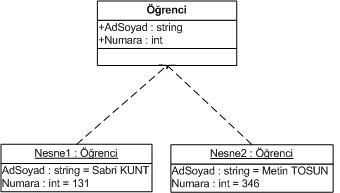 Öğrenci
+AdSoyad : string
+Numara : int
Nesne1 : Öğrenci
AdSoyad : string = Sabri KUNT
Numara : int = 131
Nesne2 : Öğrenci
AdSoyad : string = Metin TOSUN
Numara : int = 346